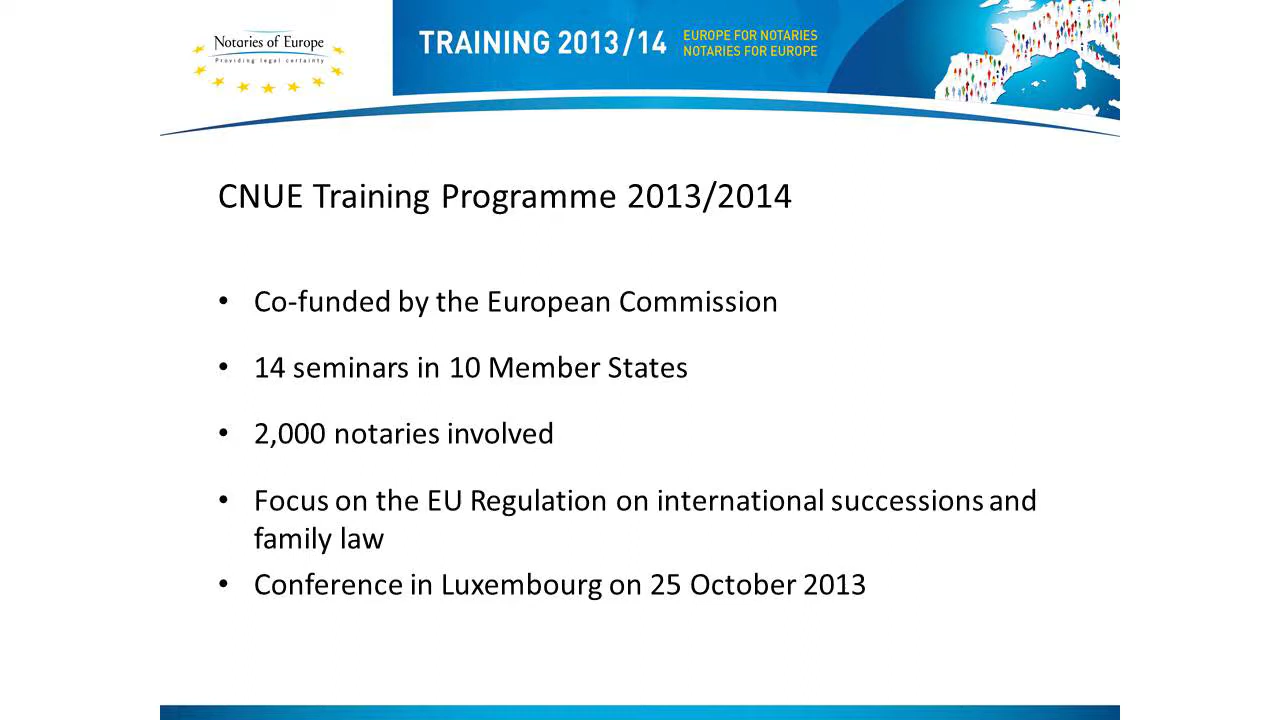 Notaries of Europe
Providing legal certainty
TRAINING 2013/14
EUROPE FOR NOTARIES
NOTARIES FOR EUROPE
CNUE Training Programme 2013/2014
• Co-funded by the European Commission
• 14 seminars in 10 Member States
• 2,000 notaries involved
• Focus on the EU Regulation on international successions and
family law
• Conference in Luxembourg on 25 October 2013